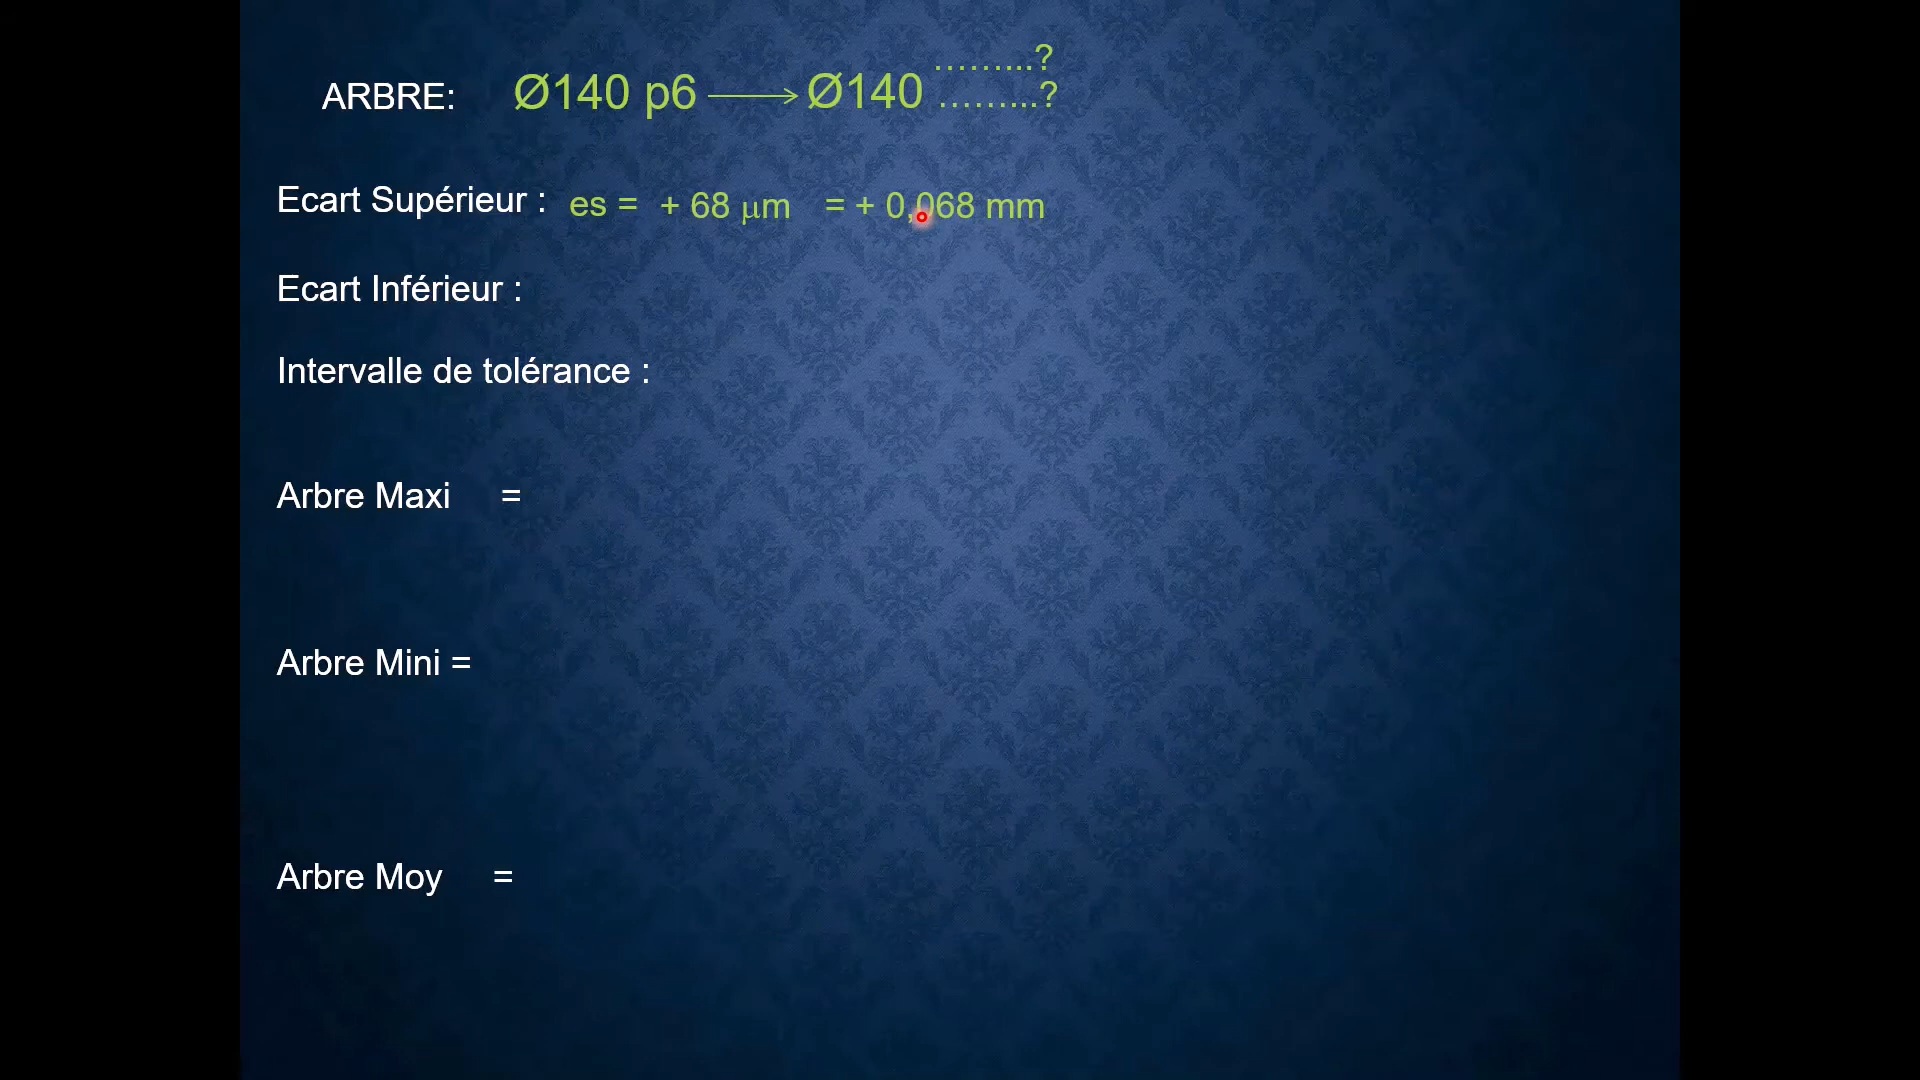 ARBRE: Ø140 p6 ⟶ Ø140 ………..?
………..?
Ecart Supérieur : es = + 68 µm = + 0,068 mm
Ecart Inférieur :
Intervalle de tolérance :
Arbre Maxi =
Arbre Mini =
Arbre Moy =